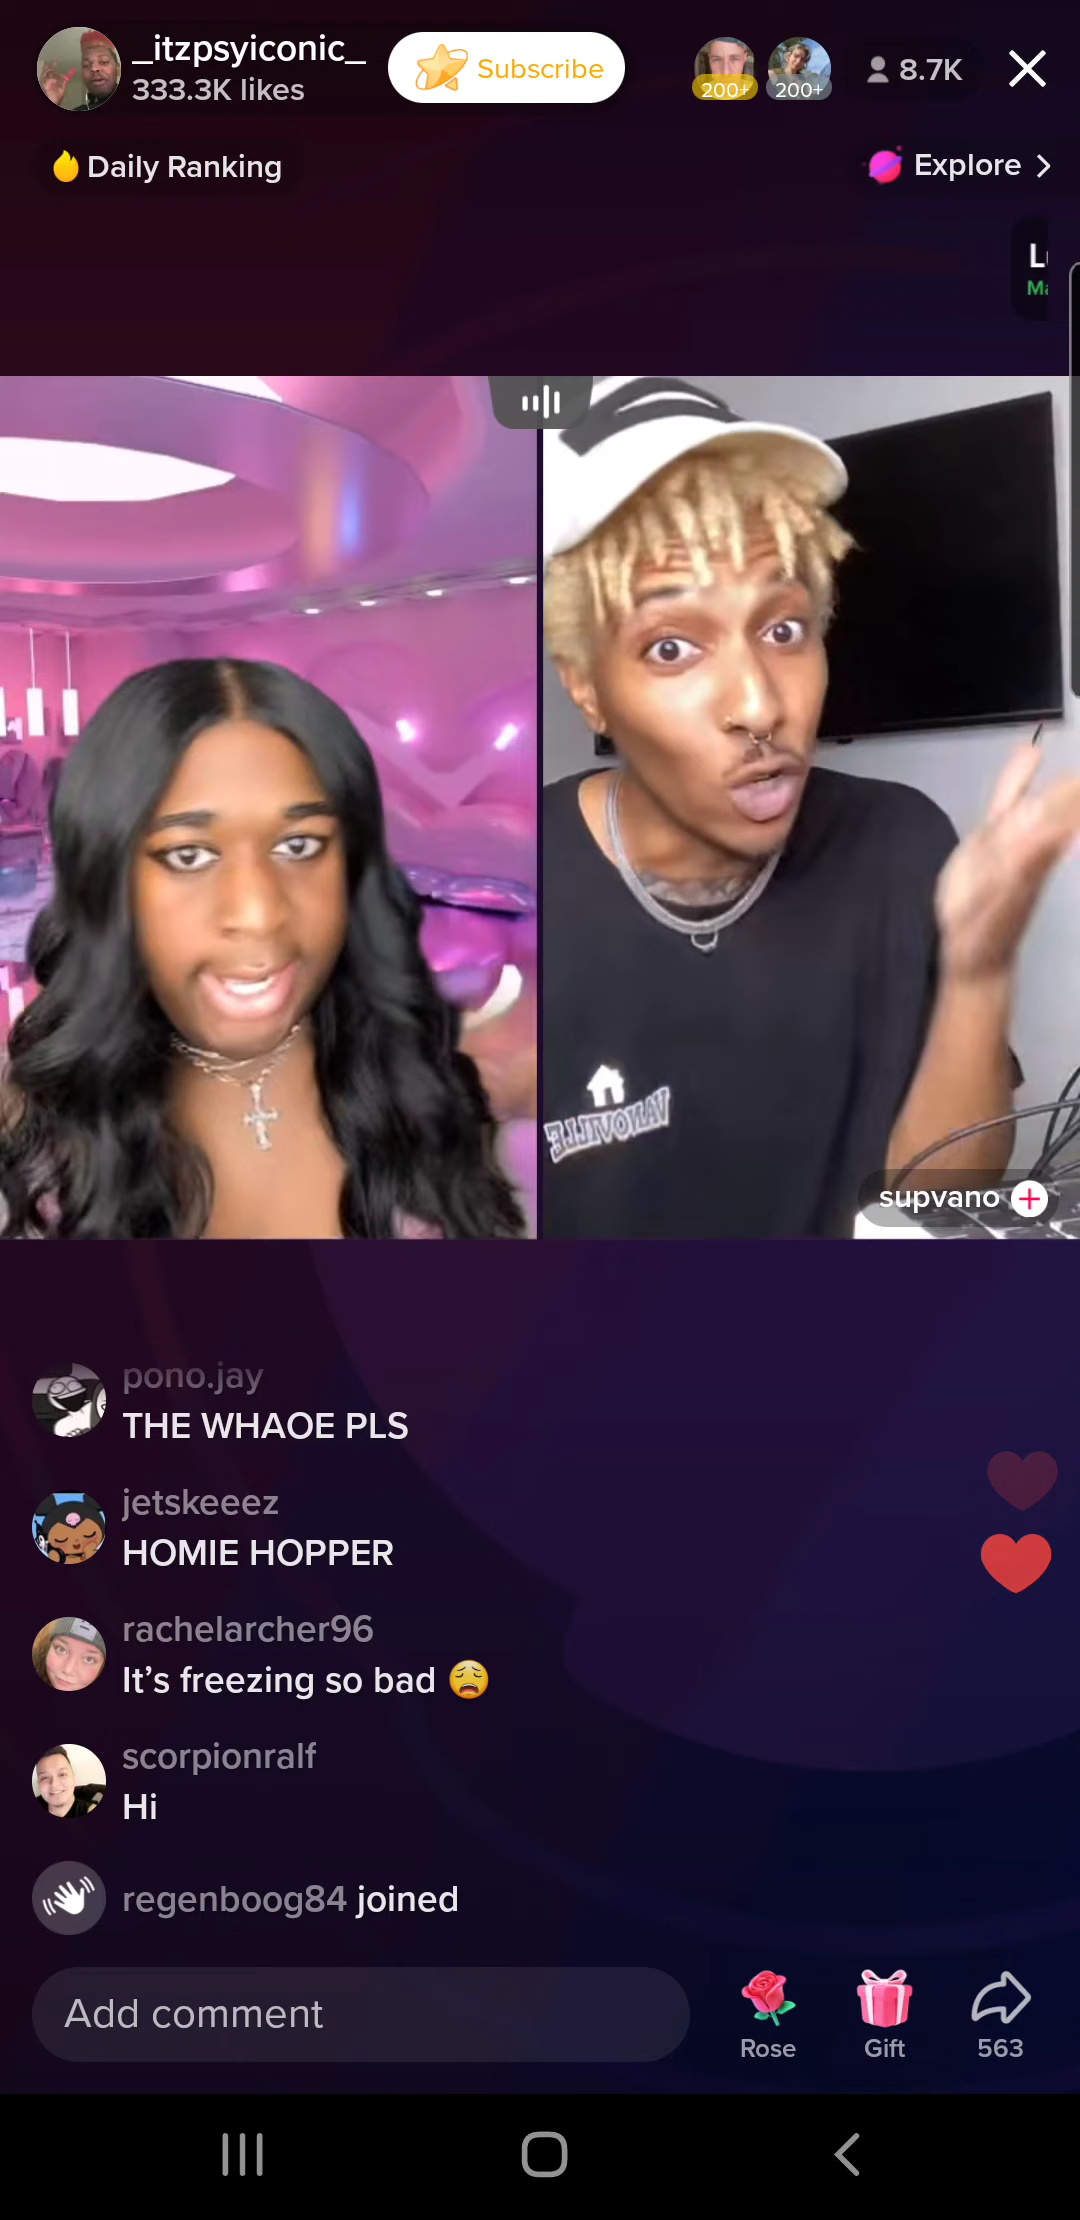 _itzpsyiconic_
333.3K likes
Subscribe
200+
200+
8.7K
Daily Ranking
Explore
VANOVILLE
supvano
pono.jay
THE WHAOE PLS
jetskeeez
HOMIE HOPPER
rachelarcher96
It's freezing so bad 😩
scorpionralf
Hi
regenboog84 joined
Add comment
Rose
Gift
563